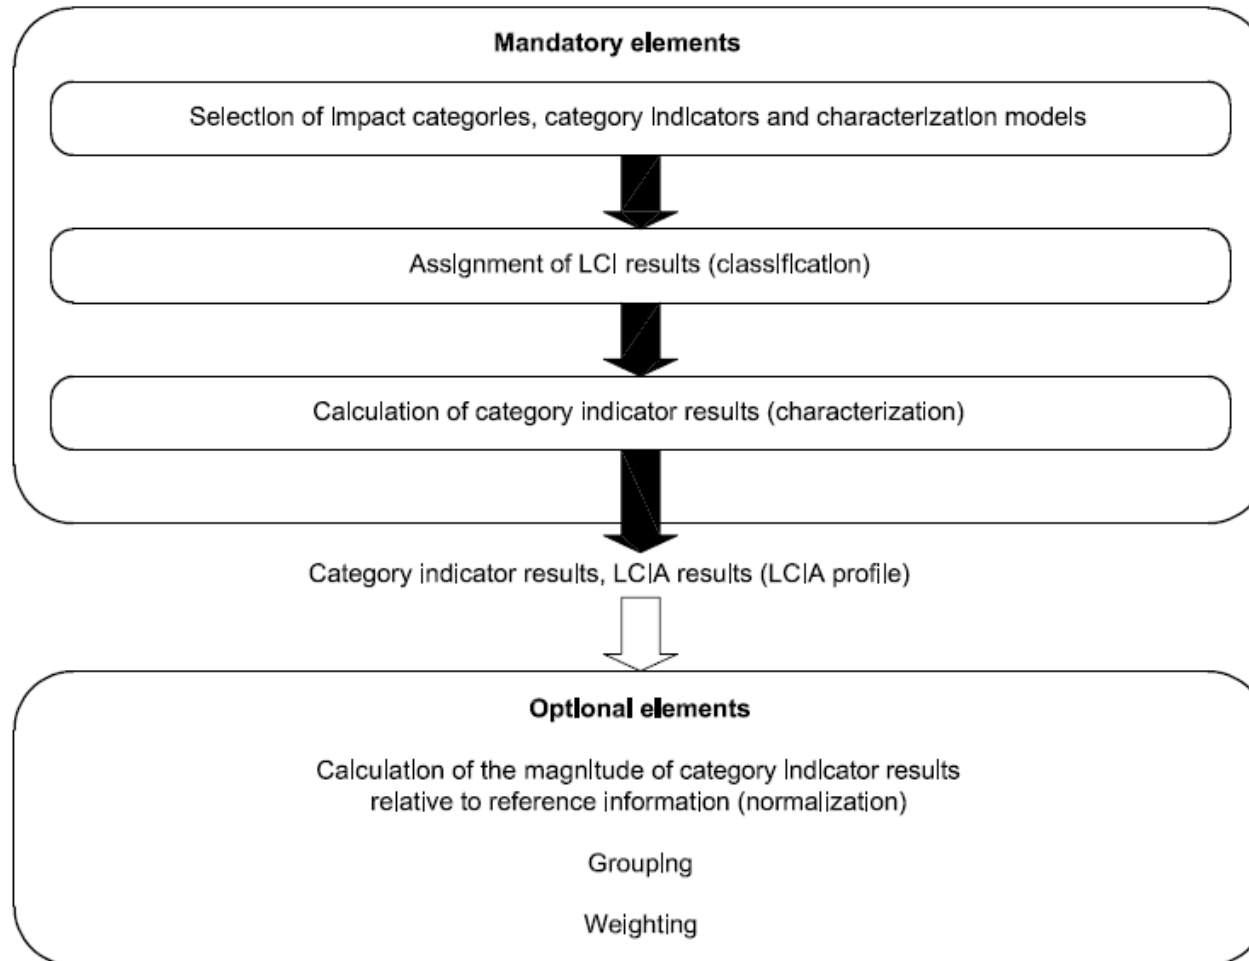 Mandatory elements
Selection of impact categories, category indicators and characterization models
Assignment of LCI results (classification)
Calculation of category indicator results (characterization)
Category indicator results, LCIA results (LCIA profile)
Optional elements
Calculation of the magnitude of category indicator results
relative to reference information (normalization)
Grouping
Weighting